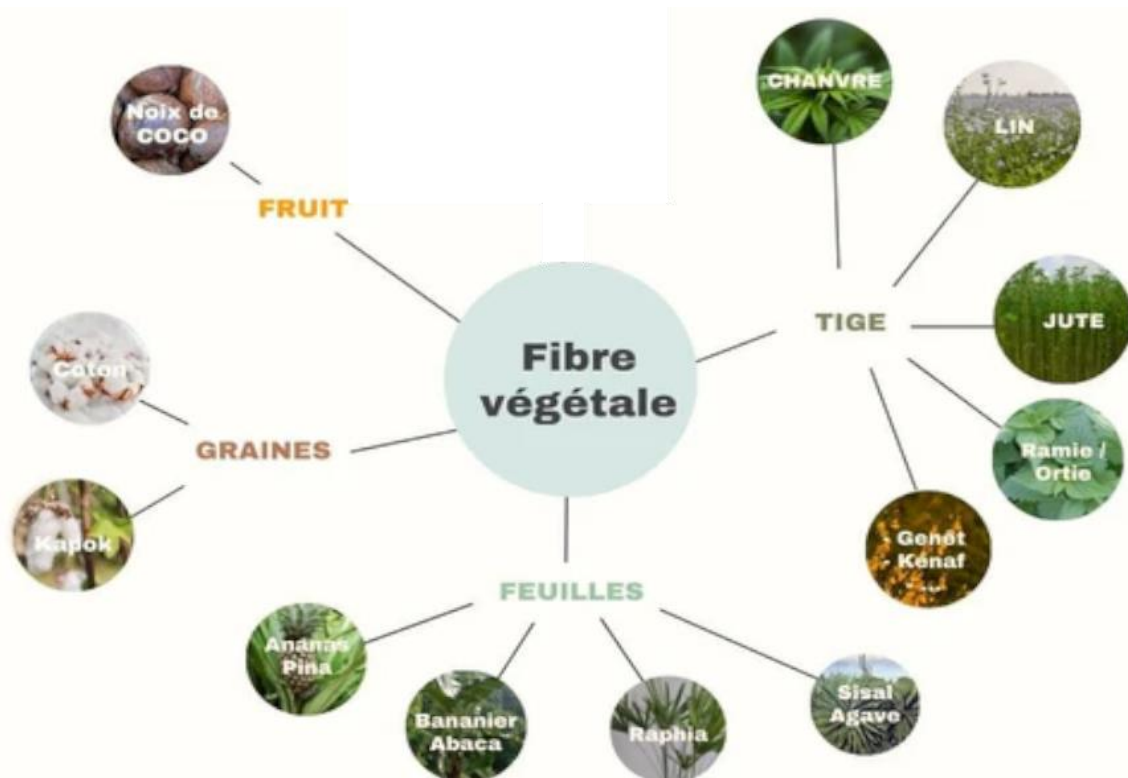 Noix de
COCO
FRUIT
CHANVRE
LIN
Fibre
végétale
TIGE
JUTE
Ramie /
Ortie
- Genêt
- Kénaf
Coton
GRAINES
Kapok
FEUILLES
Ananas
Pina
Bananier
Abaca
Raphia
Sisal
Agave